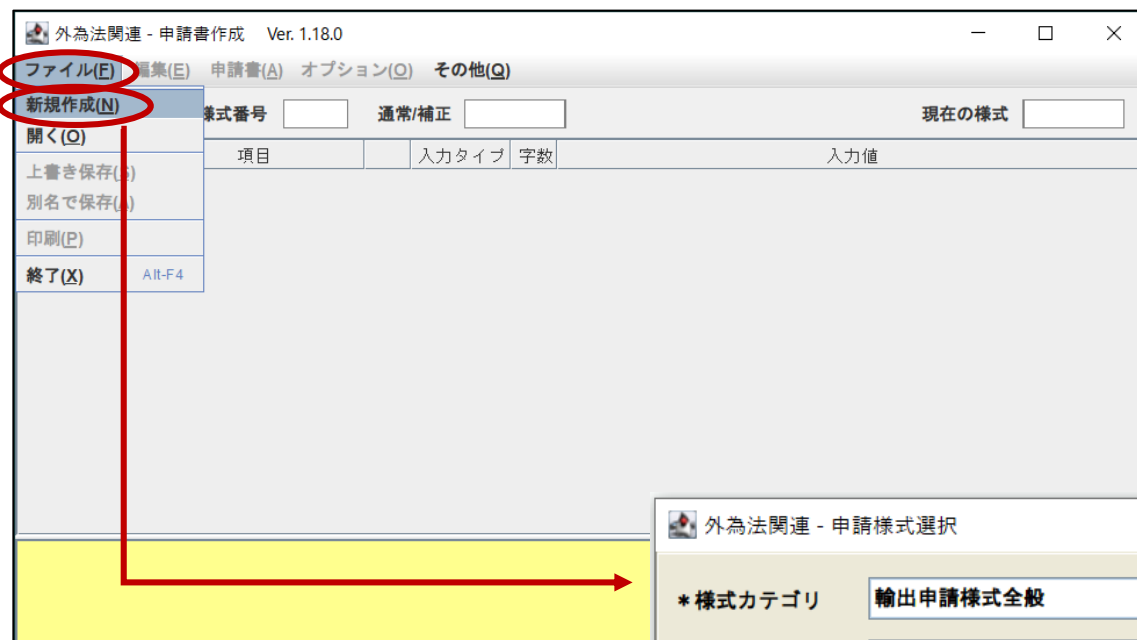 外為法関連 - 申請書作成 Ver. 1.18.0
ファイル(F) 編集(E) 申請書(A) オプション(O) その他(Q)
新規作成(N)
様式番号 通常/補正 現在の様式
開く(O)
項目 入力タイプ 字数 入力値
上書き保存(S)
別名で保存(A)
印刷(P)
終了(X) Alt-F4
外為法関連 - 申請様式選択
*様式カテゴリ 輸出申請様式全般